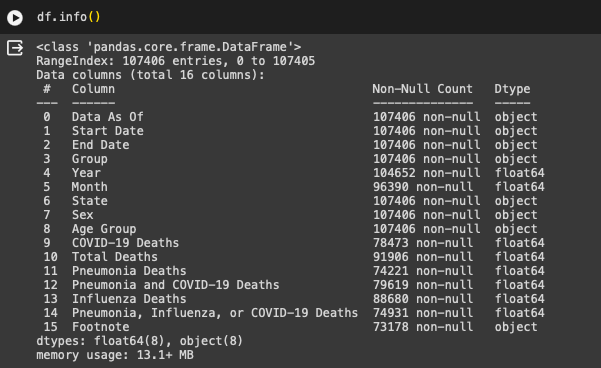 df.info()
<class 'pandas.core.frame.DataFrame'>
RangeIndex: 107406 entries, 0 to 107405
Data columns (total 16 columns):
 #   Column                                    Non-Null Count   Dtype
---  ------                                    --------------   -----
 0   Data As Of                                107406 non-null  object
 1   Start Date                                107406 non-null  object
 2   End Date                                  107406 non-null  object
 3   Group                                     107406 non-null  object
 4   Year                                      104652 non-null  float64
 5   Month                                     96390 non-null   float64
 6   State                                     107406 non-null  object
 7   Sex                                       107406 non-null  object
 8   Age Group                                 107406 non-null  object
 9   COVID-19 Deaths                           78473 non-null   float64
 10  Total Deaths                              91906 non-null   float64
 11  Pneumonia Deaths                          74221 non-null   float64
 12  Pneumonia and COVID-19 Deaths             79619 non-null   float64
 13  Influenza Deaths                          88680 non-null   float64
 14  Pneumonia, Influenza, or COVID-19 Deaths  74931 non-null   float64
 15  Footnote                                  73178 non-null   object
dtypes: float64(8), object(8)
memory usage: 13.1+ MB